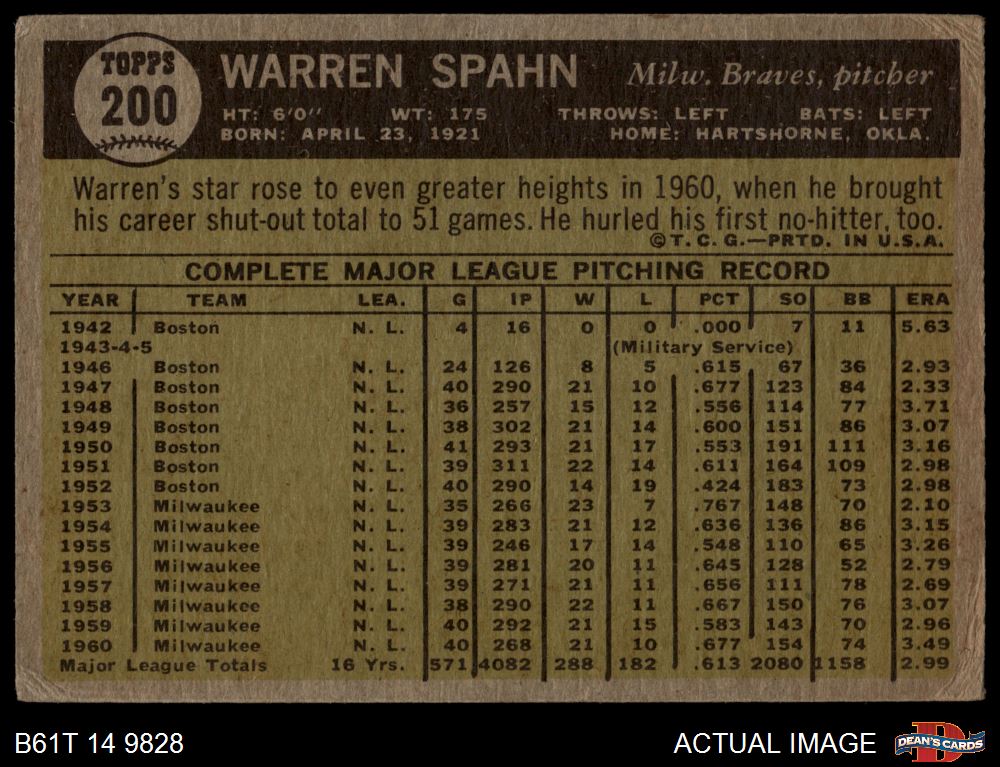 TOPPS
200
WARREN SPAHN Milw. Braves, pitcher
HT: 6'0" WT: 175 THROWS: LEFT BATS: LEFT
BORN: APRIL 23, 1921 HOME: HARTSHORNE, OKLA.
Warren's star rose to even greater heights in 1960, when he brought
his career shut-out total to 51 games. He hurled his first no-hitter, too.
©T. C. G.—PRTD. IN U.S.A.
COMPLETE MAJOR LEAGUE PITCHING RECORD
YEAR TEAM LEA. G IP W L PCT SO BB ERA
1942 Boston N. L. 4 16 0 0 .000 7 11 5.63
1943-4-5 (Military Service)
1946 Boston N. L. 24 126 8 5 .615 67 36 2.93
1947 Boston N. L. 40 290 21 10 .677 123 84 2.33
1948 Boston N. L. 36 257 15 12 .556 114 77 3.71
1949 Boston N. L. 38 302 21 14 .600 151 86 3.07
1950 Boston N. L. 41 293 21 17 .553 191 111 3.16
1951 Boston N. L. 39 311 22 14 .611 164 109 2.98
1952 Boston N. L. 40 290 14 19 .424 183 73 2.98
1953 Milwaukee N. L. 35 266 23 7 .767 148 70 2.10
1954 Milwaukee N. L. 39 283 21 12 .636 136 86 3.15
1955 Milwaukee N. L. 39 246 17 14 .548 110 65 3.26
1956 Milwaukee N. L. 39 281 20 11 .645 128 52 2.79
1957 Milwaukee N. L. 39 271 21 11 .656 111 78 2.69
1958 Milwaukee N. L. 38 290 22 11 .667 150 76 3.07
1959 Milwaukee N. L. 40 292 21 15 .583 143 70 2.96
1960 Milwaukee N. L. 40 268 21 10 .677 154 74 3.49
Major League Totals 16 Yrs. 571 4082 288 182 .613 2080 1158 2.99
B61T 14 9828 ACTUAL IMAGE DEAN'S CARDS